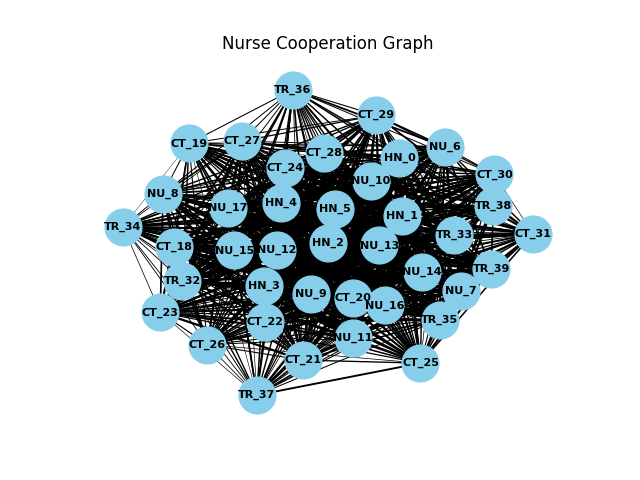 Nurse Cooperation Graph
TR_36
CT_29
CT_19
CT_27
NU_6
CT_28
HN_0
CT_24
CT_30
NU_10
NU_8
HN_4
TR_38
NU_17
HN_5
HN_1
TR_34
CT_31
TR_33
HN_2
NU_13
CT_18
NU_15
NU_12
TR_39
NU_14
TR_32
HN_3
NU_7
NU_9
CT_20
NU_16
CT_23
CT_22
TR_35
NU_11
CT_26
CT_21
CT_25
TR_37